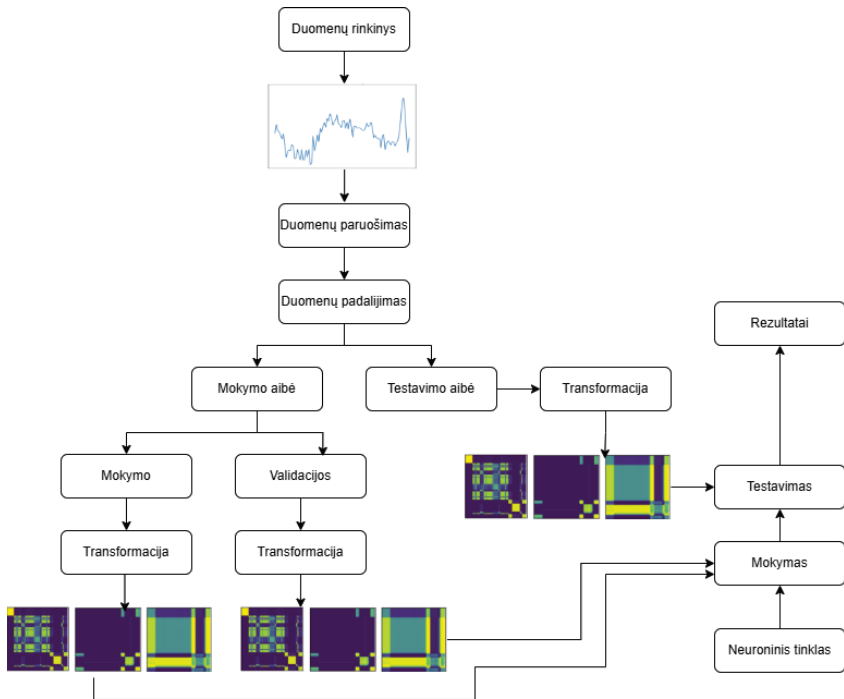 Duomenų rinkinys
Duomenų paruošimas
Duomenų padalijimas
Rezultatai
Mokymo aibė
Testavimo aibė
Transformacija
Mokymo
Validacijos
Testavimas
Transformacija
Transformacija
Mokymas
Neuroninis tinklas